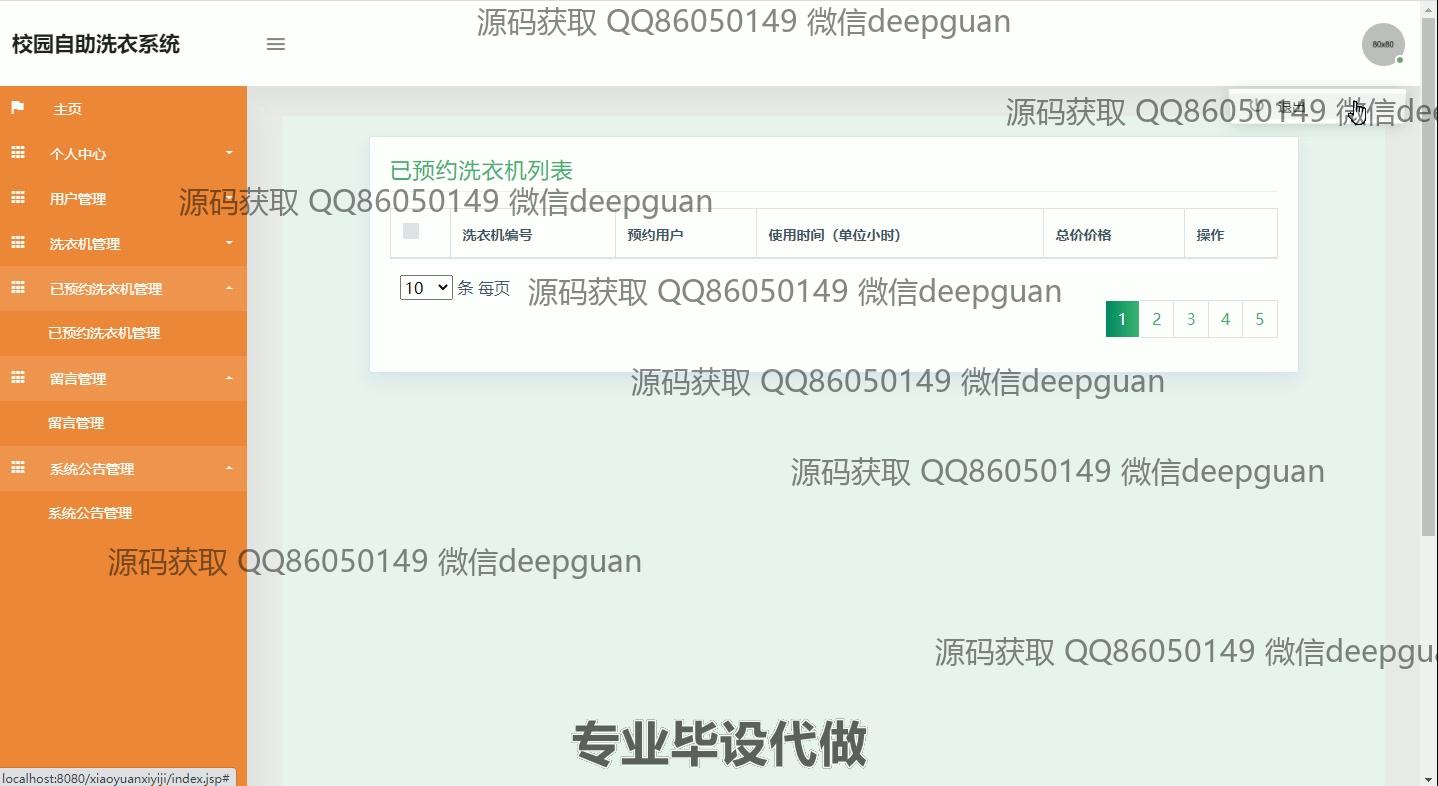 源码获取 QQ86050149 微信deepguan
校园自助洗衣系统
80x80
源码获取 QQ86050149 微信dee
退出
主页
个人中心
用户管理
洗衣机管理
已预约洗衣机管理
已预约洗衣机管理
留言管理
留言管理
系统公告管理
系统公告管理
已预约洗衣机列表
源码获取 QQ86050149 微信deepguan
洗衣机编号 预约用户 使用时间（单位小时） 总价价格 操作
10 条 每页
源码获取 QQ86050149 微信deepguan
1 2 3 4 5
源码获取 QQ86050149 微信deepguan
源码获取 QQ86050149 微信deepguan
源码获取 QQ86050149 微信deepguan
源码获取 QQ86050149 微信deepgua
专业毕设代做
localhost:8080/xiaoyuanxiyiji/index.jsp#